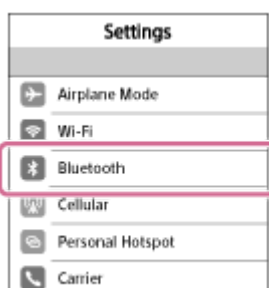 Settings
Airplane Mode
Wi-Fi
Bluetooth
Cellular
Personal Hotspot
Carrier